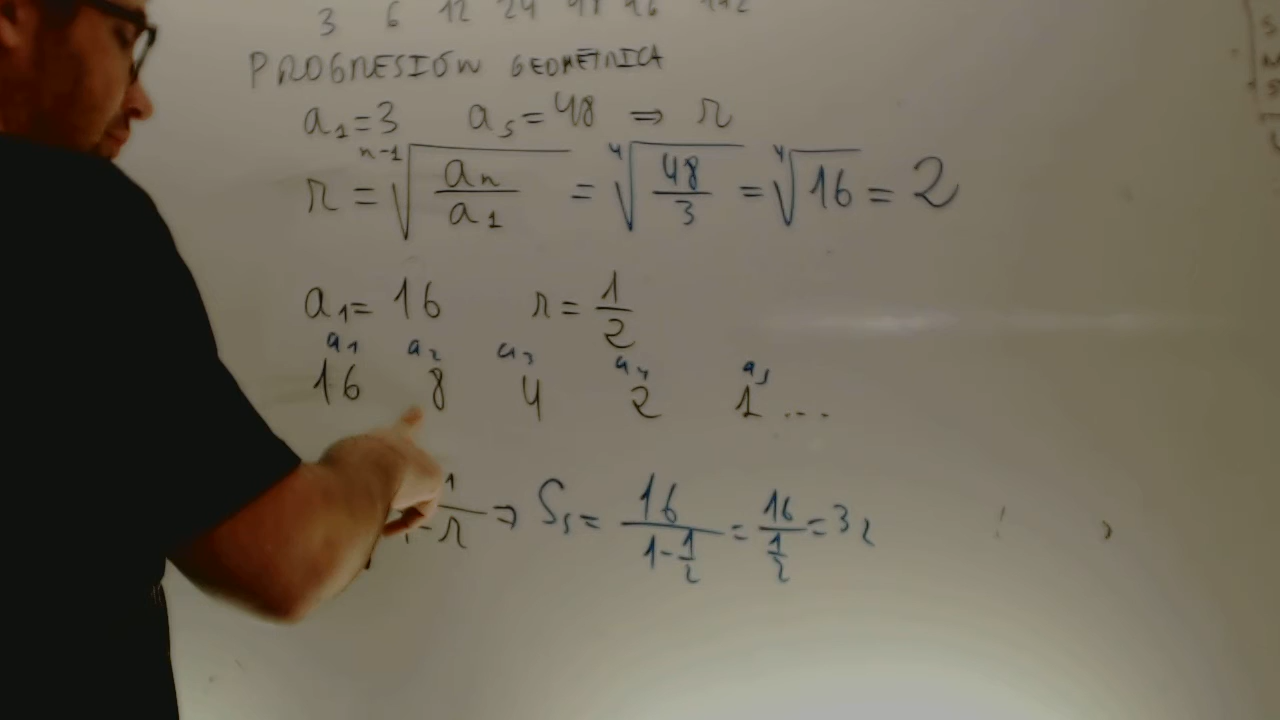 3 6 12 24
PROGRESIÓN GEOMÉTRICA
a₁=3 a₅=48 ⇒ r
r = ⁿ⁻¹√(aₙ/a₁) = ⁴√(48/3) = ⁴√16 = 2
a₁= 16 r = 1/2
a₁ a₂ a₃ a₄ a₅
16 8 4 2 1 ...
1/-r ⇒ S₅ = 16/(1-1/2) = 16/(1/2) = 32